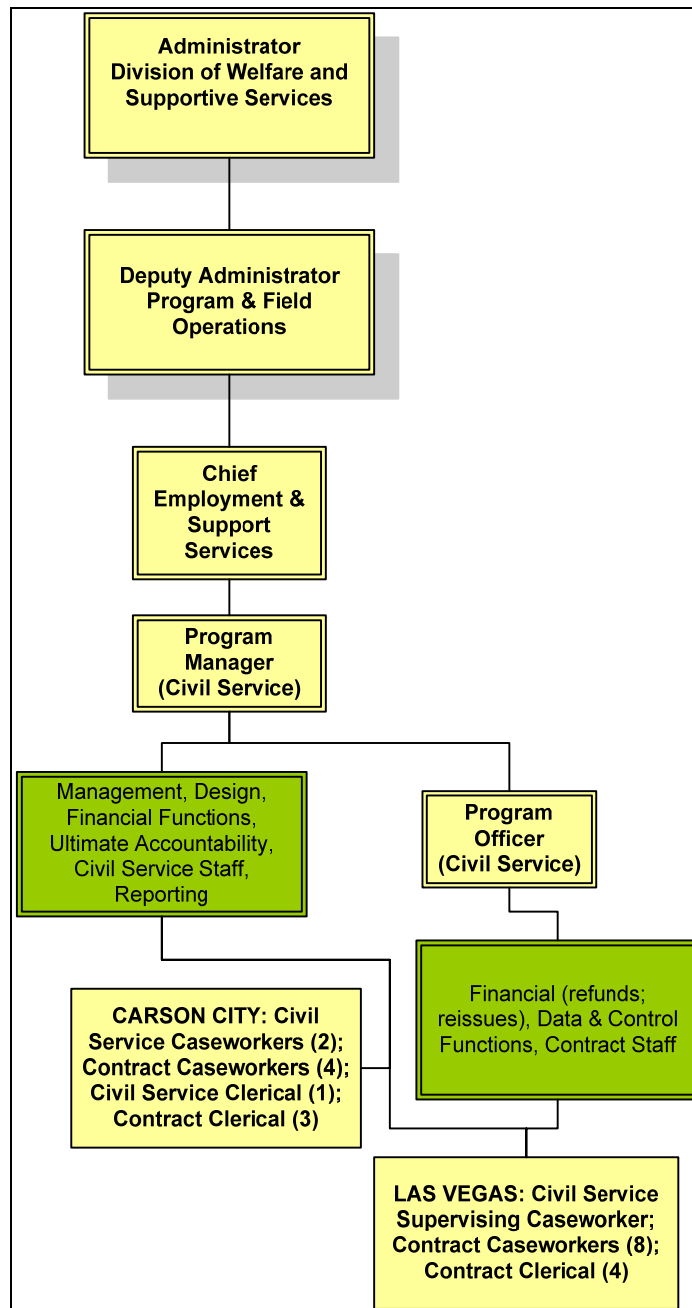 Administrator
Division of Welfare and
Supportive Services
Deputy Administrator
Program & Field
Operations
Chief
Employment &
Support
Services
Program
Manager
(Civil Service)
Management, Design,
Financial Functions,
Ultimate Accountability,
Civil Service Staff,
Reporting
Program
Officer
(Civil Service)
Financial (refunds;
reissues), Data & Control
Functions, Contract Staff
CARSON CITY: Civil
Service Caseworkers (2);
Contract Caseworkers (4);
Civil Service Clerical (1);
Contract Clerical (3)
LAS VEGAS: Civil Service
Supervising Caseworker;
Contract Caseworkers (8);
Contract Clerical (4)